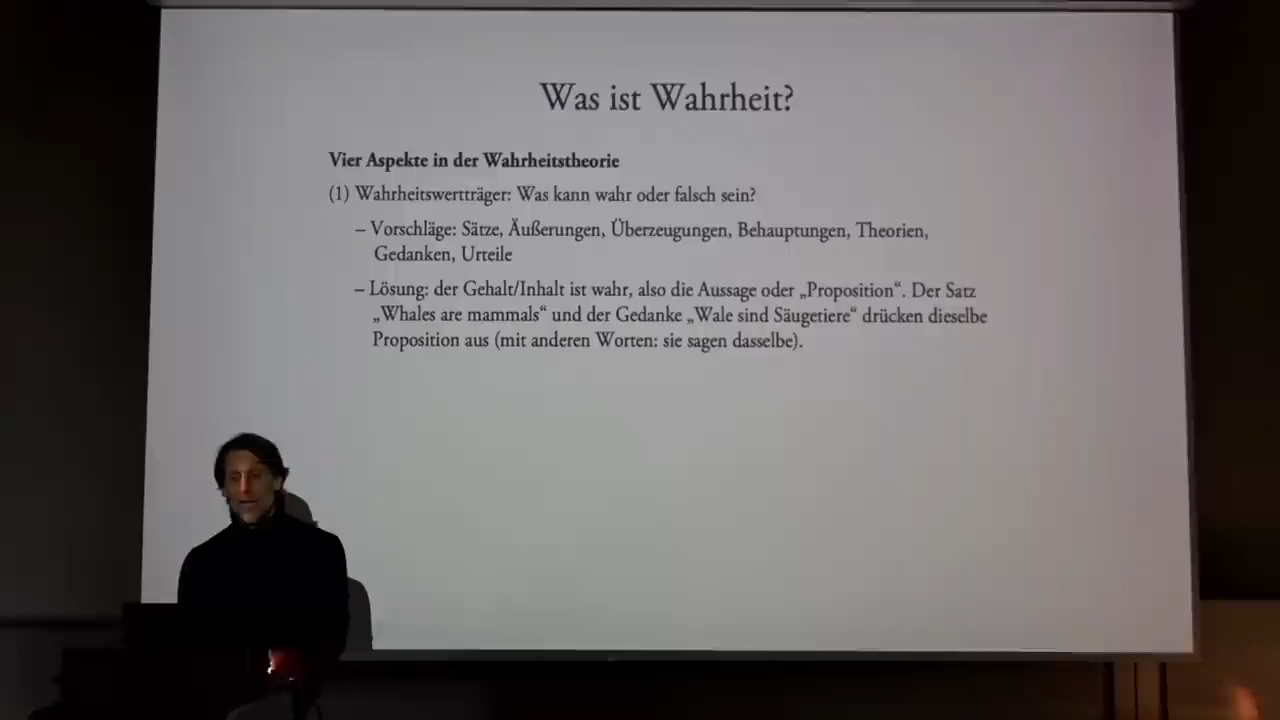 Was ist Wahrheit?
Vier Aspekte in der Wahrheitstheorie
(1) Wahrheitswertträger: Was kann wahr oder falsch sein?
– Vorschläge: Sätze, Äußerungen, Überzeugungen, Behauptungen, Theorien,
Gedanken, Urteile
– Lösung: der Gehalt/Inhalt ist wahr, also die Aussage oder „Proposition“. Der Satz
„Whales are mammals“ und der Gedanke „Wale sind Säugetiere“ drücken dieselbe
Proposition aus (mit anderen Worten: sie sagen dasselbe).